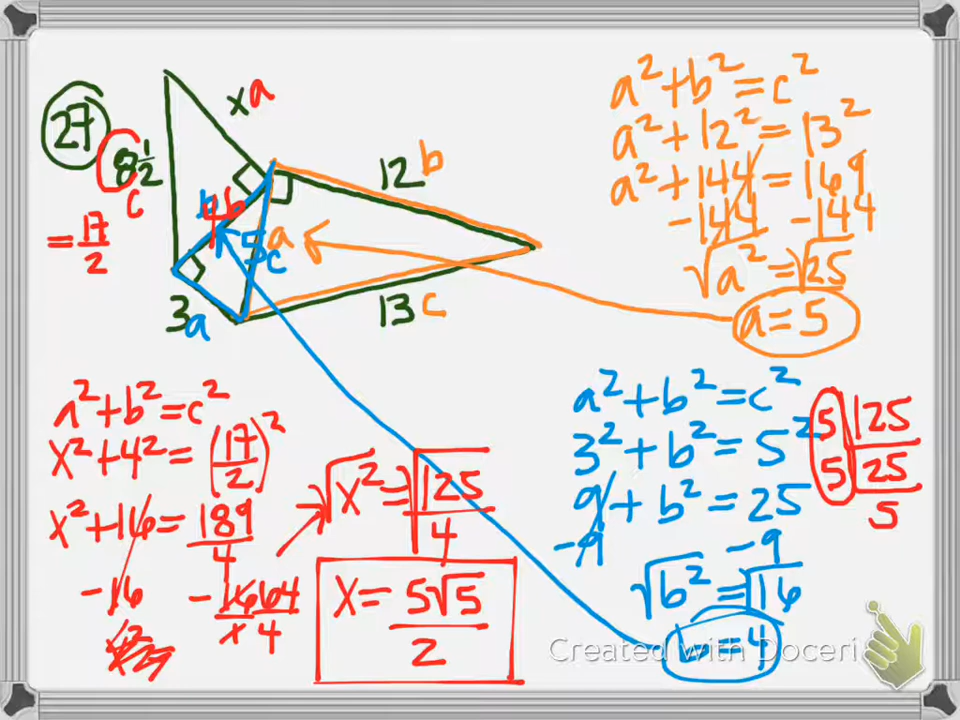 27
x a
8 1/2
c
= 17/2
12 b
4 b
5 a
c
3 a
13 c
a² + b² = c²
a² + 12² = 13²
a² + 144 = 169
-144 -144
√a² = √25
a = 5
a² + b² = c²
x² + 4² = (17/2)²
x² + 16 = 189/4
-16 - 64/4
√x² = √125/4
x = 5√5/2
a² + b² = c²
3² + b² = 5²
9 + b² = 25
-9 -9
√b² = √16
b = 4
5 125
5 25
5
Created with Doceri